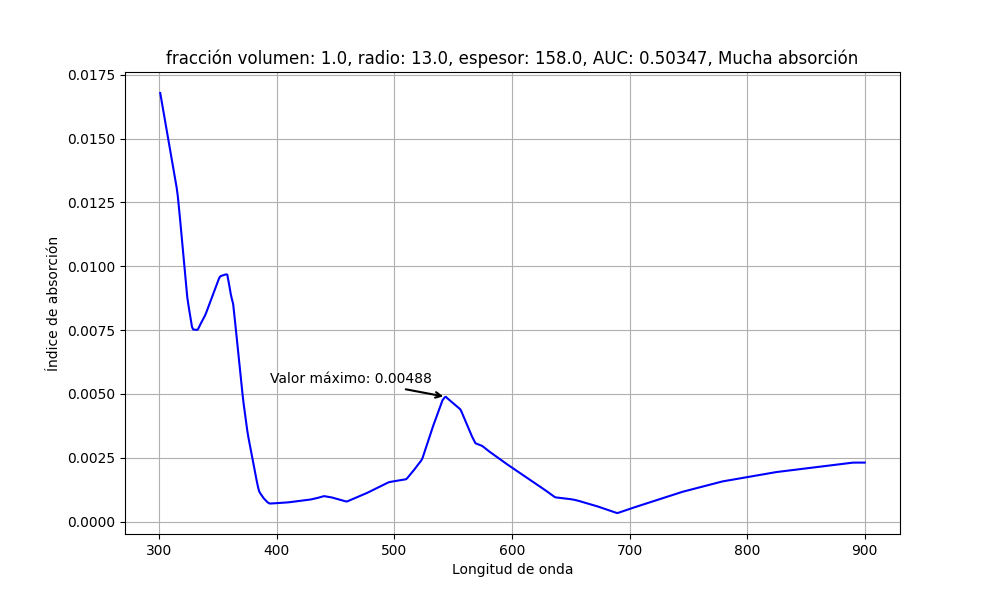 fracción volumen: 1.0, radio: 13.0, espesor: 158.0, AUC: 0.50347, Mucha absorción
0.0175
0.0150
0.0125
0.0100
0.0075
0.0050
0.0025
0.0000
Índice de absorción
Valor máximo: 0.00488
300 400 500 600 700 800 900
Longitud de onda